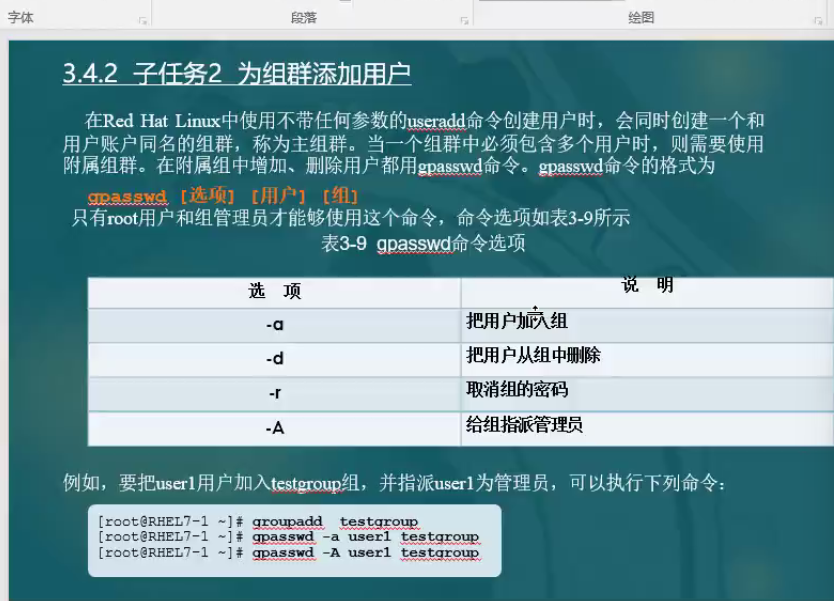 字体 段落 绘图
3.4.2 子任务2 为组群添加用户
在Red Hat Linux中使用不带任何参数的useradd命令创建用户时，会同时创建一个和
用户账户同名的组群，称为主组群。当一个组群中必须包含多个用户时，则需要使用
附属组群。在附属组中增加、删除用户都用gpasswd命令。gpasswd命令的格式为
gpasswd [选项] [用户] [组]
只有root用户和组管理员才能够使用这个命令，命令选项如表3-9所示
表3-9 gpasswd命令选项
选 项 说 明
-a 把用户加入组
-d 把用户从组中删除
-r 取消组的密码
-A 给组指派管理员
例如，要把user1用户加入testgroup组，并指派user1为管理员，可以执行下列命令：
[root@RHEL7-1 ~]# groupadd testgroup
[root@RHEL7-1 ~]# gpasswd -a user1 testgroup
[root@RHEL7-1 ~]# gpasswd -A user1 testgroup